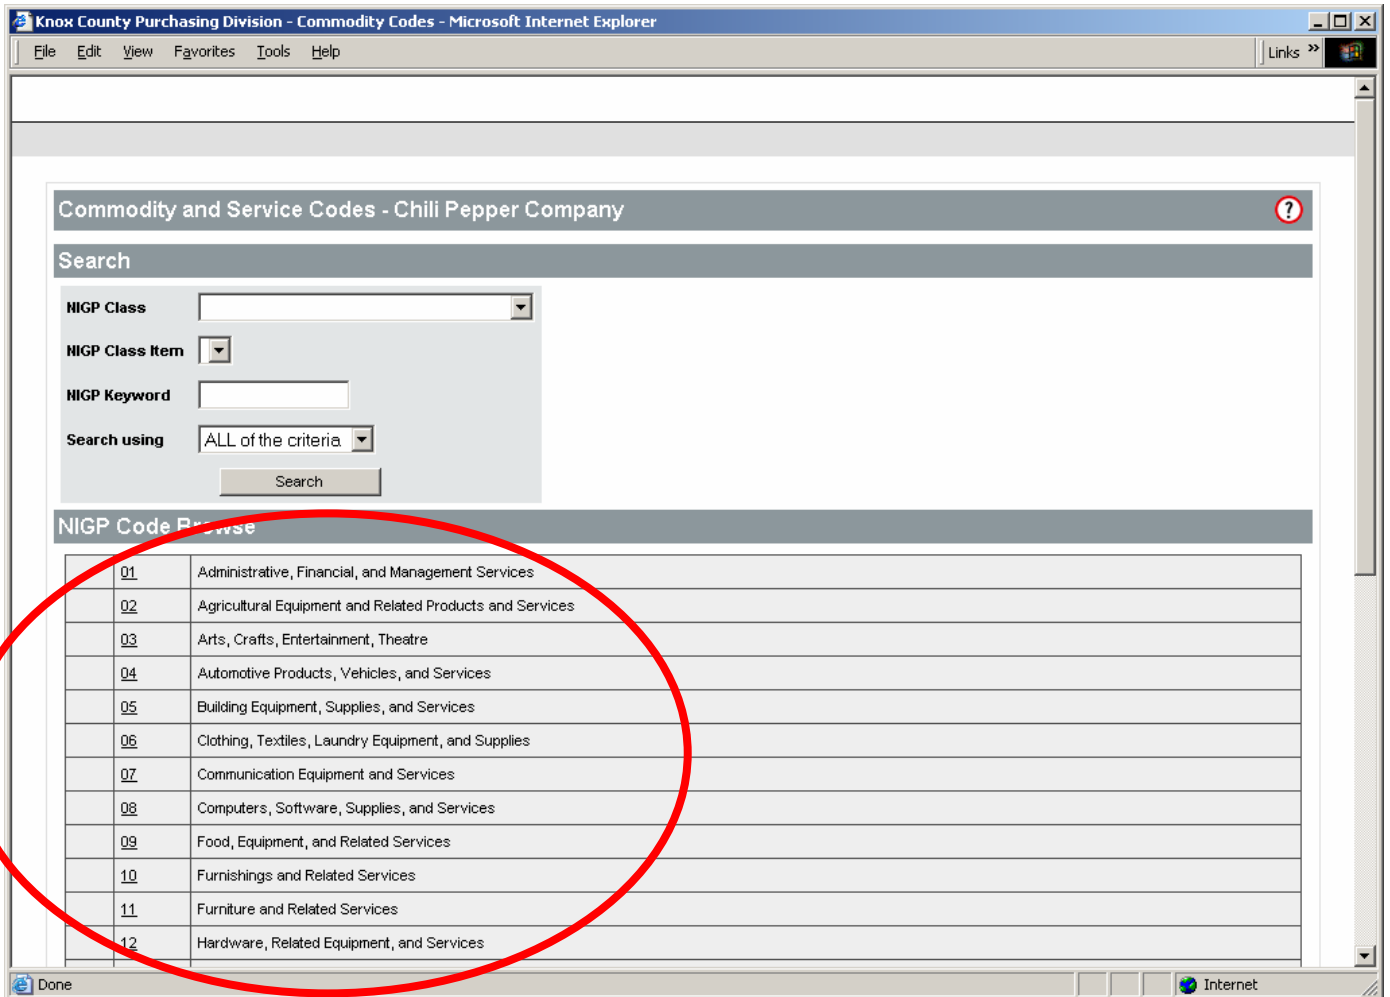 Knox County Purchasing Division - Commodity Codes - Microsoft Internet Explorer
File Edit View Favorites Tools Help Links »
Commodity and Service Codes - Chili Pepper Company ?
Search
NIGP Class
NIGP Class Item
NIGP Keyword
Search using ALL of the criteria
Search
NIGP Code Browse
01 Administrative, Financial, and Management Services
02 Agricultural Equipment and Related Products and Services
03 Arts, Crafts, Entertainment, Theatre
04 Automotive Products, Vehicles, and Services
05 Building Equipment, Supplies, and Services
06 Clothing, Textiles, Laundry Equipment, and Supplies
07 Communication Equipment and Services
08 Computers, Software, Supplies, and Services
09 Food, Equipment, and Related Services
10 Furnishings and Related Services
11 Furniture and Related Services
12 Hardware, Related Equipment, and Services
Done Internet